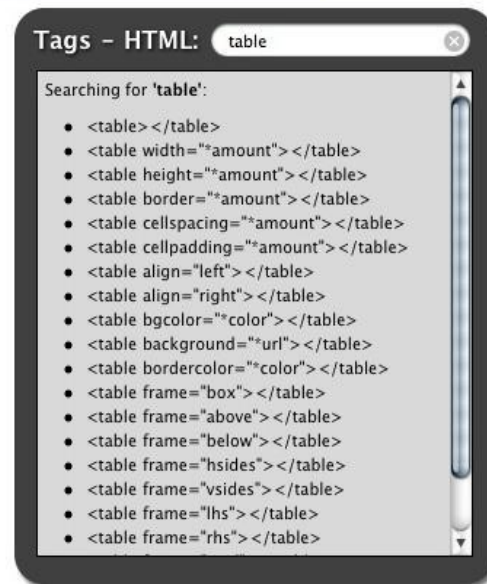 Tags - HTML: table
Searching for 'table':
• <table></table>
• <table width="*amount"></table>
• <table height="*amount"></table>
• <table border="*amount"></table>
• <table cellspacing="*amount"></table>
• <table cellpadding="*amount"></table>
• <table align="left"></table>
• <table align="right"></table>
• <table bgcolor="*color"></table>
• <table background="*url"></table>
• <table bordercolor="*color"></table>
• <table frame="box"></table>
• <table frame="above"></table>
• <table frame="below"></table>
• <table frame="hsides"></table>
• <table frame="vsides"></table>
• <table frame="lhs"></table>
• <table frame="rhs"></table>